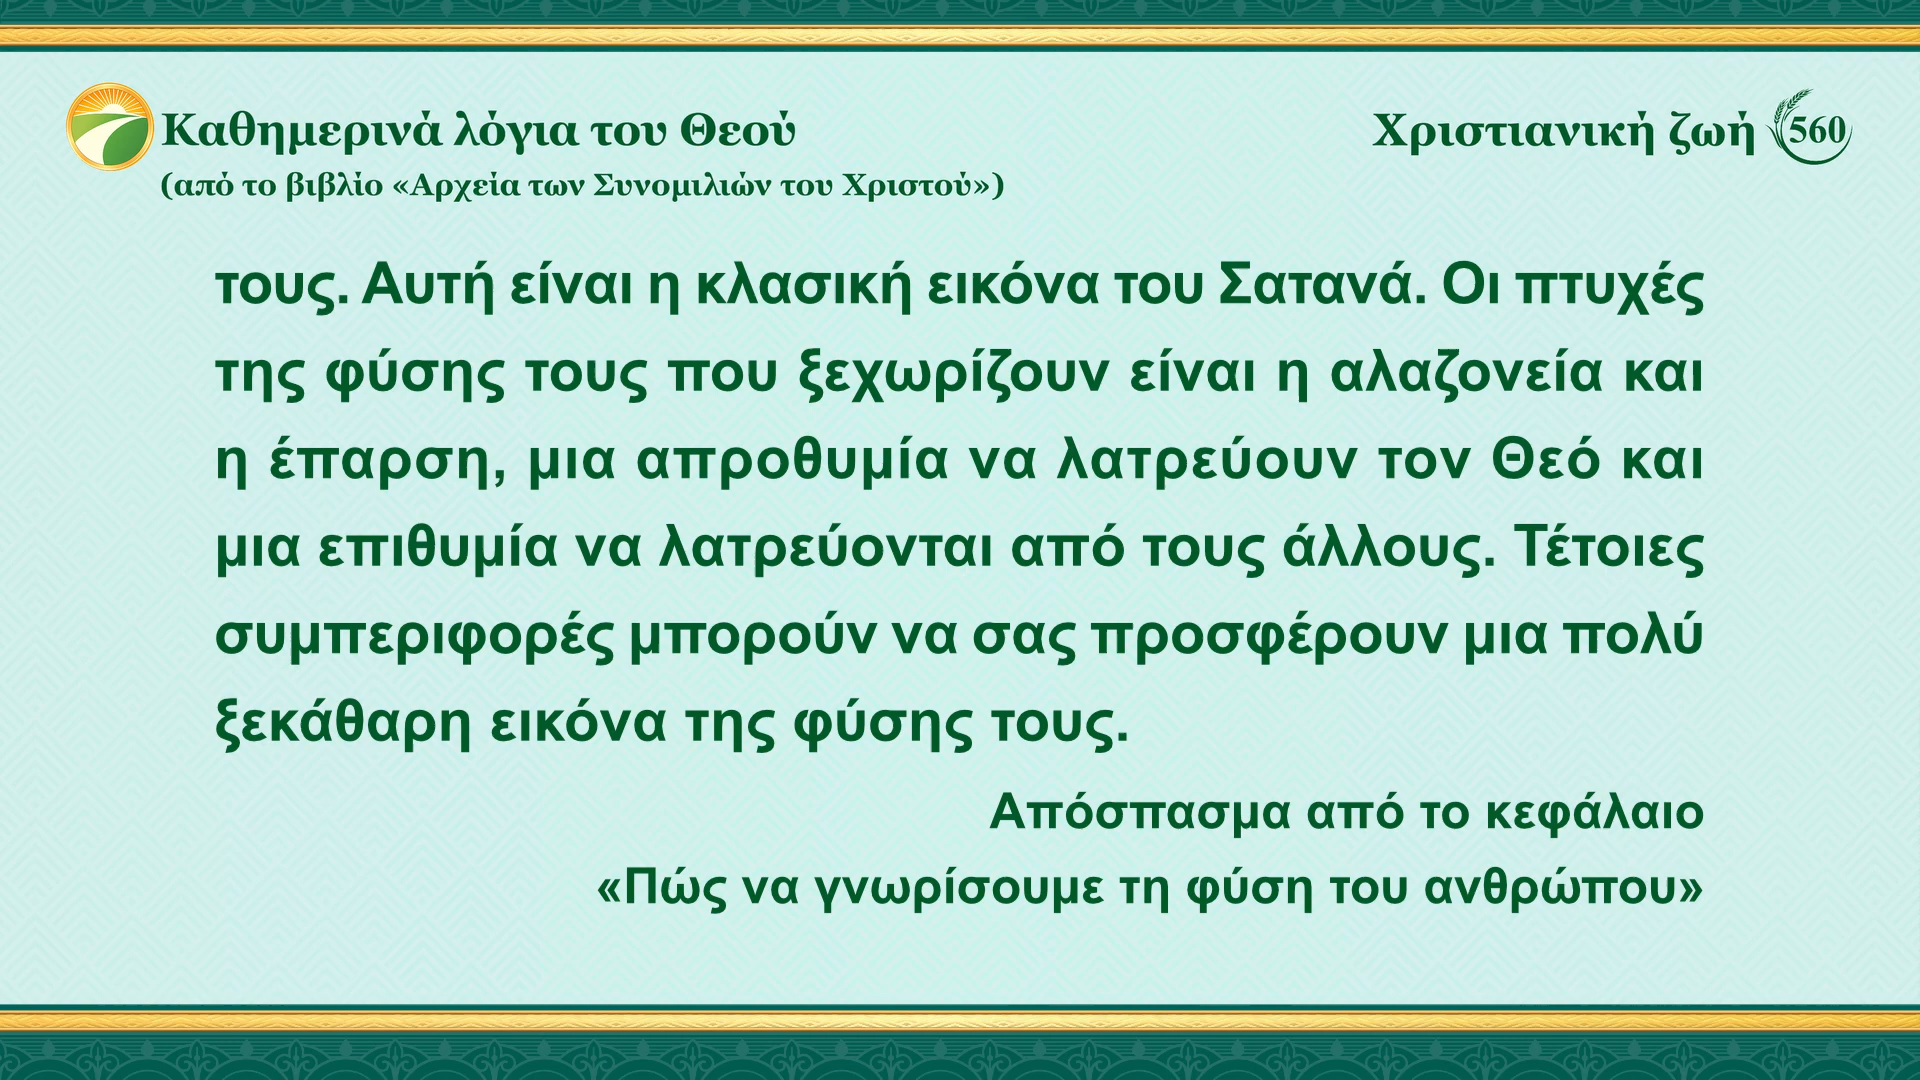 Καθημερινά λόγια του Θεού
(από το βιβλίο «Αρχεία των Συνομιλιών του Χριστού»)
Χριστιανική ζωή 560
τους. Αυτή είναι η κλασική εικόνα του Σατανά. Οι πτυχές
της φύσης τους που ξεχωρίζουν είναι η αλαζονεία και
η έπαρση, μια απροθυμία να λατρεύουν τον Θεό και
μια επιθυμία να λατρεύονται από τους άλλους. Τέτοιες
συμπεριφορές μπορούν να σας προσφέρουν μια πολύ
ξεκάθαρη εικόνα της φύσης τους.
Απόσπασμα από το κεφάλαιο
«Πώς να γνωρίσουμε τη φύση του ανθρώπου»